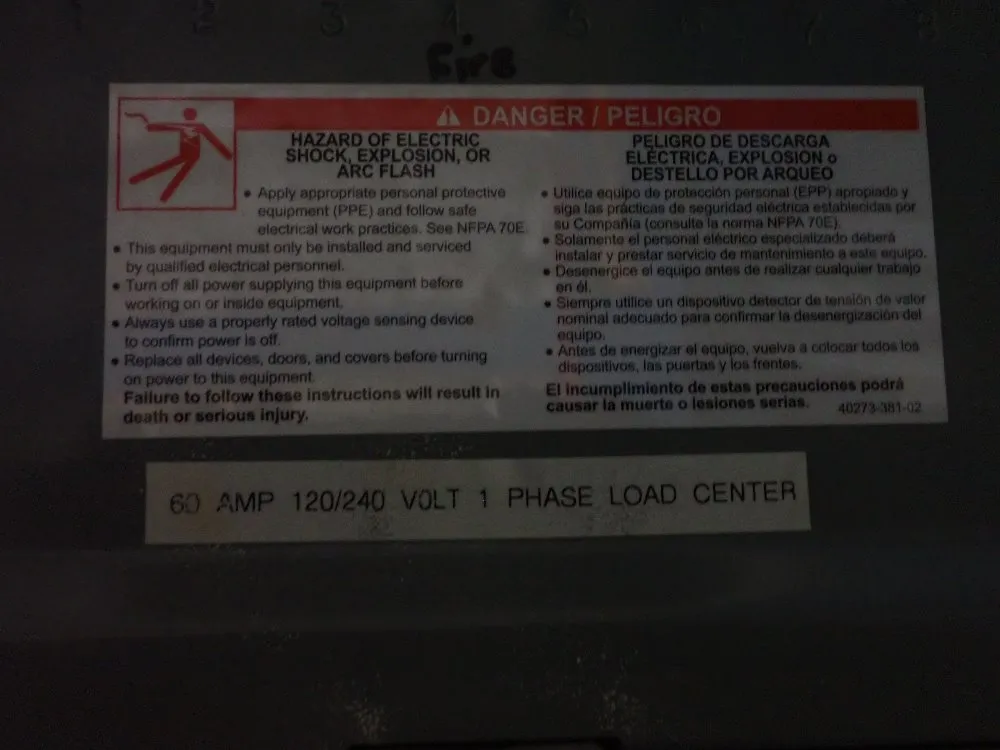 1 2 3 4 5 6 7 8
Fire
DANGER / PELIGRO
HAZARD OF ELECTRIC
SHOCK, EXPLOSION, OR
ARC FLASH
• Apply appropriate personal protective
equipment (PPE) and follow safe
electrical work practices. See NFPA 70E.
• This equipment must only be installed and serviced
by qualified electrical personnel.
• Turn off all power supplying this equipment before
working on or inside equipment.
• Always use a properly rated voltage sensing device
to confirm power is off.
• Replace all devices, doors, and covers before turning
on power to this equipment.
Failure to follow these instructions will result in
death or serious injury.
PELIGRO DE DESCARGA
ELÉCTRICA, EXPLOSION o
DESTELLO POR ARQUEO
• Utilice equipo de protección personal (EPP) apropiado y
siga las prácticas de seguridad eléctrica establecidas por
su Compañía (consulte la norma NFPA 70E).
• Solamente el personal eléctrico especializado deberá
instalar y prestar servicio de mantenimiento a este equipo.
• Desenergice el equipo antes de realizar cualquier trabajo
en él.
• Siempre utilice un dispositivo detector de tensión de valor
nominal adecuado para confirmar la desenergización del
equipo.
• Antes de energizar el equipo, vuelva a colocar todos los
dispositivos, las puertas y los frentes.
El incumplimiento de estas precauciones podrá
causar la muerte o lesiones serias.
40273-381-02
60 AMP 120/240 VOLT 1 PHASE LOAD CENTER